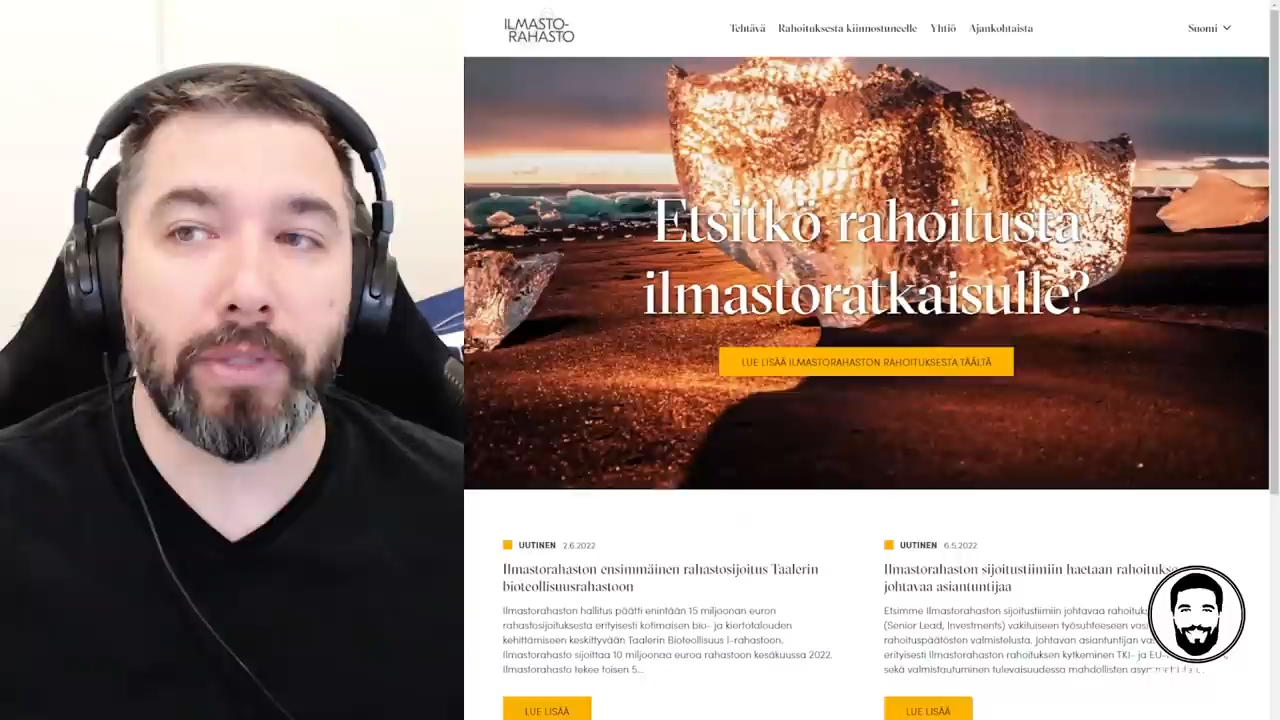 ILMASTO-
RAHASTO
Tehtävä Rahoituksesta kiinnostuneelle Yhtiö Ajankohtaista
Suomi
Etsitkö rahoitusta
ilmastoratkaisulle?
LUE LISÄÄ ILMASTORAHASTON RAHOITUKSESTA TÄÄLTÄ
UUTINEN 2.6.2022
Ilmastorahaston ensimmäinen rahastosijoitus Taalerin
bioteollisuusrahastoon
Ilmastorahaston hallitus päätti enintään 15 miljoonan euron
rahastosijoituksesta erityisesti kotimaisen bio- ja kiertotalouden
kehittämiseen keskittyvään Taalerin Bioteollisuus I-rahastoon.
Ilmastorahasto sijoittaa 10 miljoonaa euroa rahastoon kesäkuussa 2022.
Ilmastorahasto tekee toisen 5...
LUE LISÄÄ
UUTINEN 6.5.2022
Ilmastorahaston sijoitustiimiin haetaan rahoitukse
johtavaa asiantuntijaa
Etsimme Ilmastorahaston sijoitustiimiin johtavaa rahoituks
(Senior Lead, Investments) vakituiseen työsuhteeseen vas
rahoituspäätösten valmistelusta. Johtavan asiantuntijan va
erityisesti Ilmastorahaston rahoituksen kytkeminen TKI- ja EU
sekä valmistautuminen tulevaisuudessa mahdollisten
LUE LISÄÄ